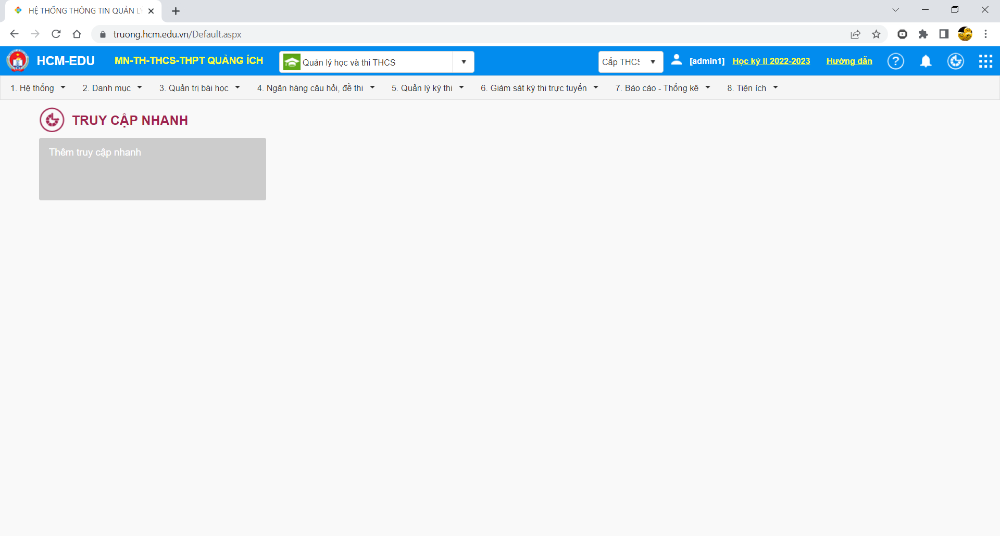 HỆ THỐNG THÔNG TIN QUẢN LÝ
truong.hcm.edu.vn/Default.aspx
HCM-EDU
MN-TH-THCS-THPT QUẢNG ÍCH
Quản lý học và thi THCS
Cấp THCS
[admin1]
Học kỳ II 2022-2023
Hướng dẫn
?
1. Hệ thống
2. Danh mục
3. Quản trị bài học
4. Ngân hàng câu hỏi, đề thi
5. Quản lý kỳ thi
6. Giám sát kỳ thi trực tuyến
7. Báo cáo - Thống kê
8. Tiện ích
TRUY CẬP NHANH
Thêm truy cập nhanh